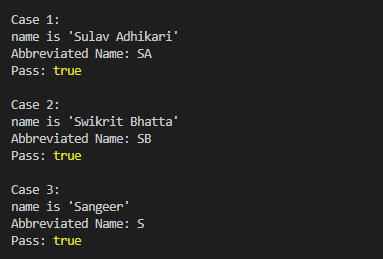 Case 1:
name is 'Sulav Adhikari'
Abbreviated Name: SA
Pass: true
Case 2:
name is 'Swikrit Bhatta'
Abbreviated Name: SB
Pass: true
Case 3:
name is 'Sangeer'
Abbreviated Name: S
Pass: true